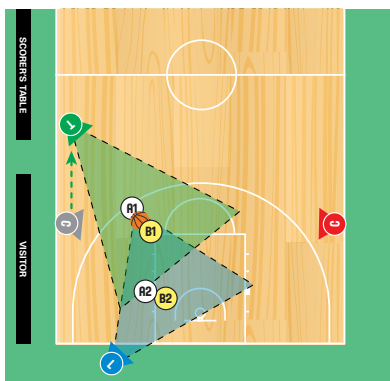 SCORER'S TABLE
T
A1
C
B1
C
VISITOR
A2
B2
L